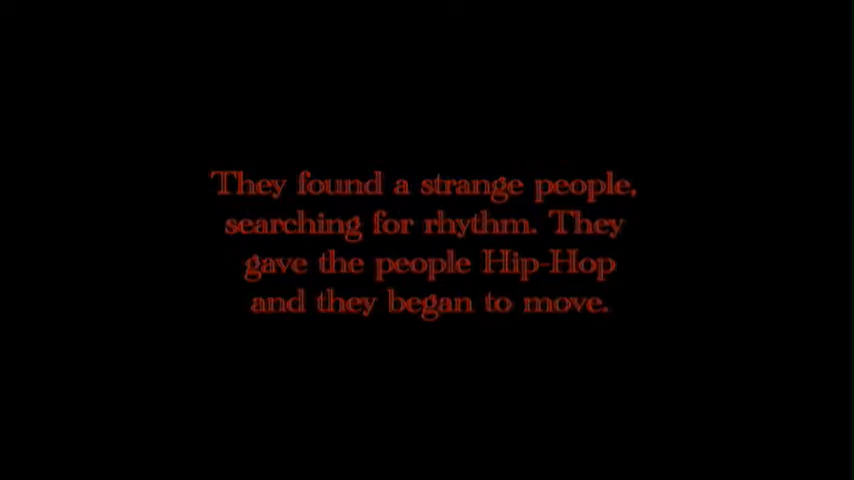 They found a strange people,
searching for rhythm. They
gave the people Hip-Hop
and they began to move.